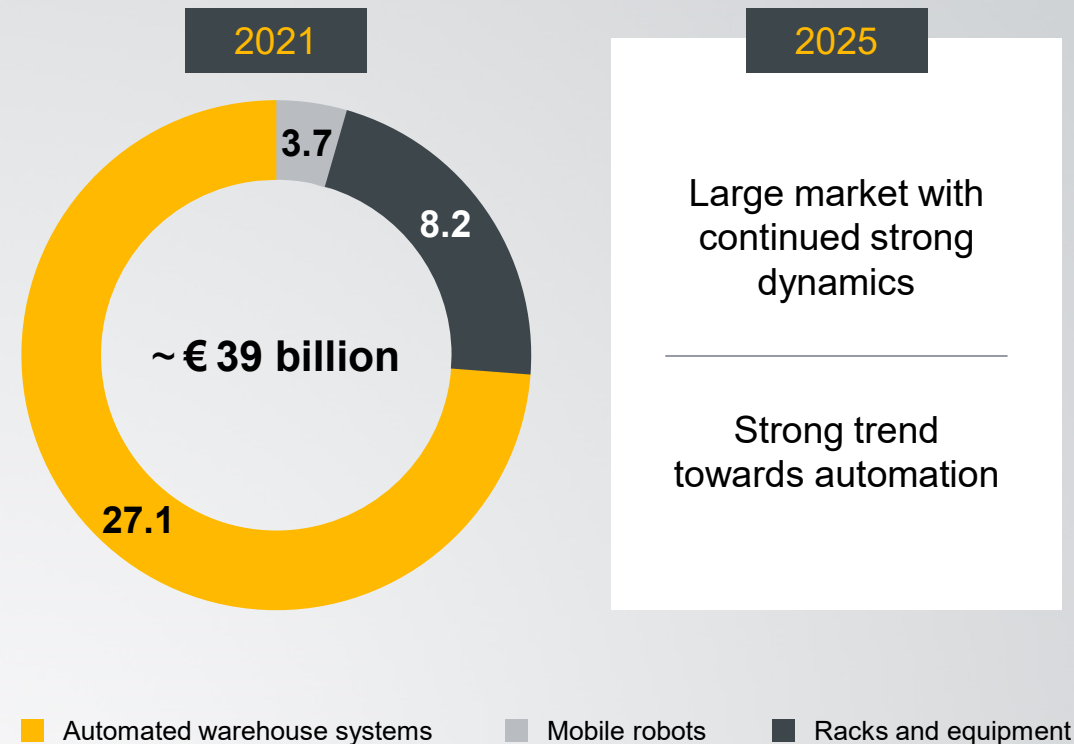 2021
3.7
8.2
~ € 39 billion
27.1
2025
Large market with
continued strong
dynamics
Strong trend
towards automation
Automated warehouse systems
Mobile robots
Racks and equipment